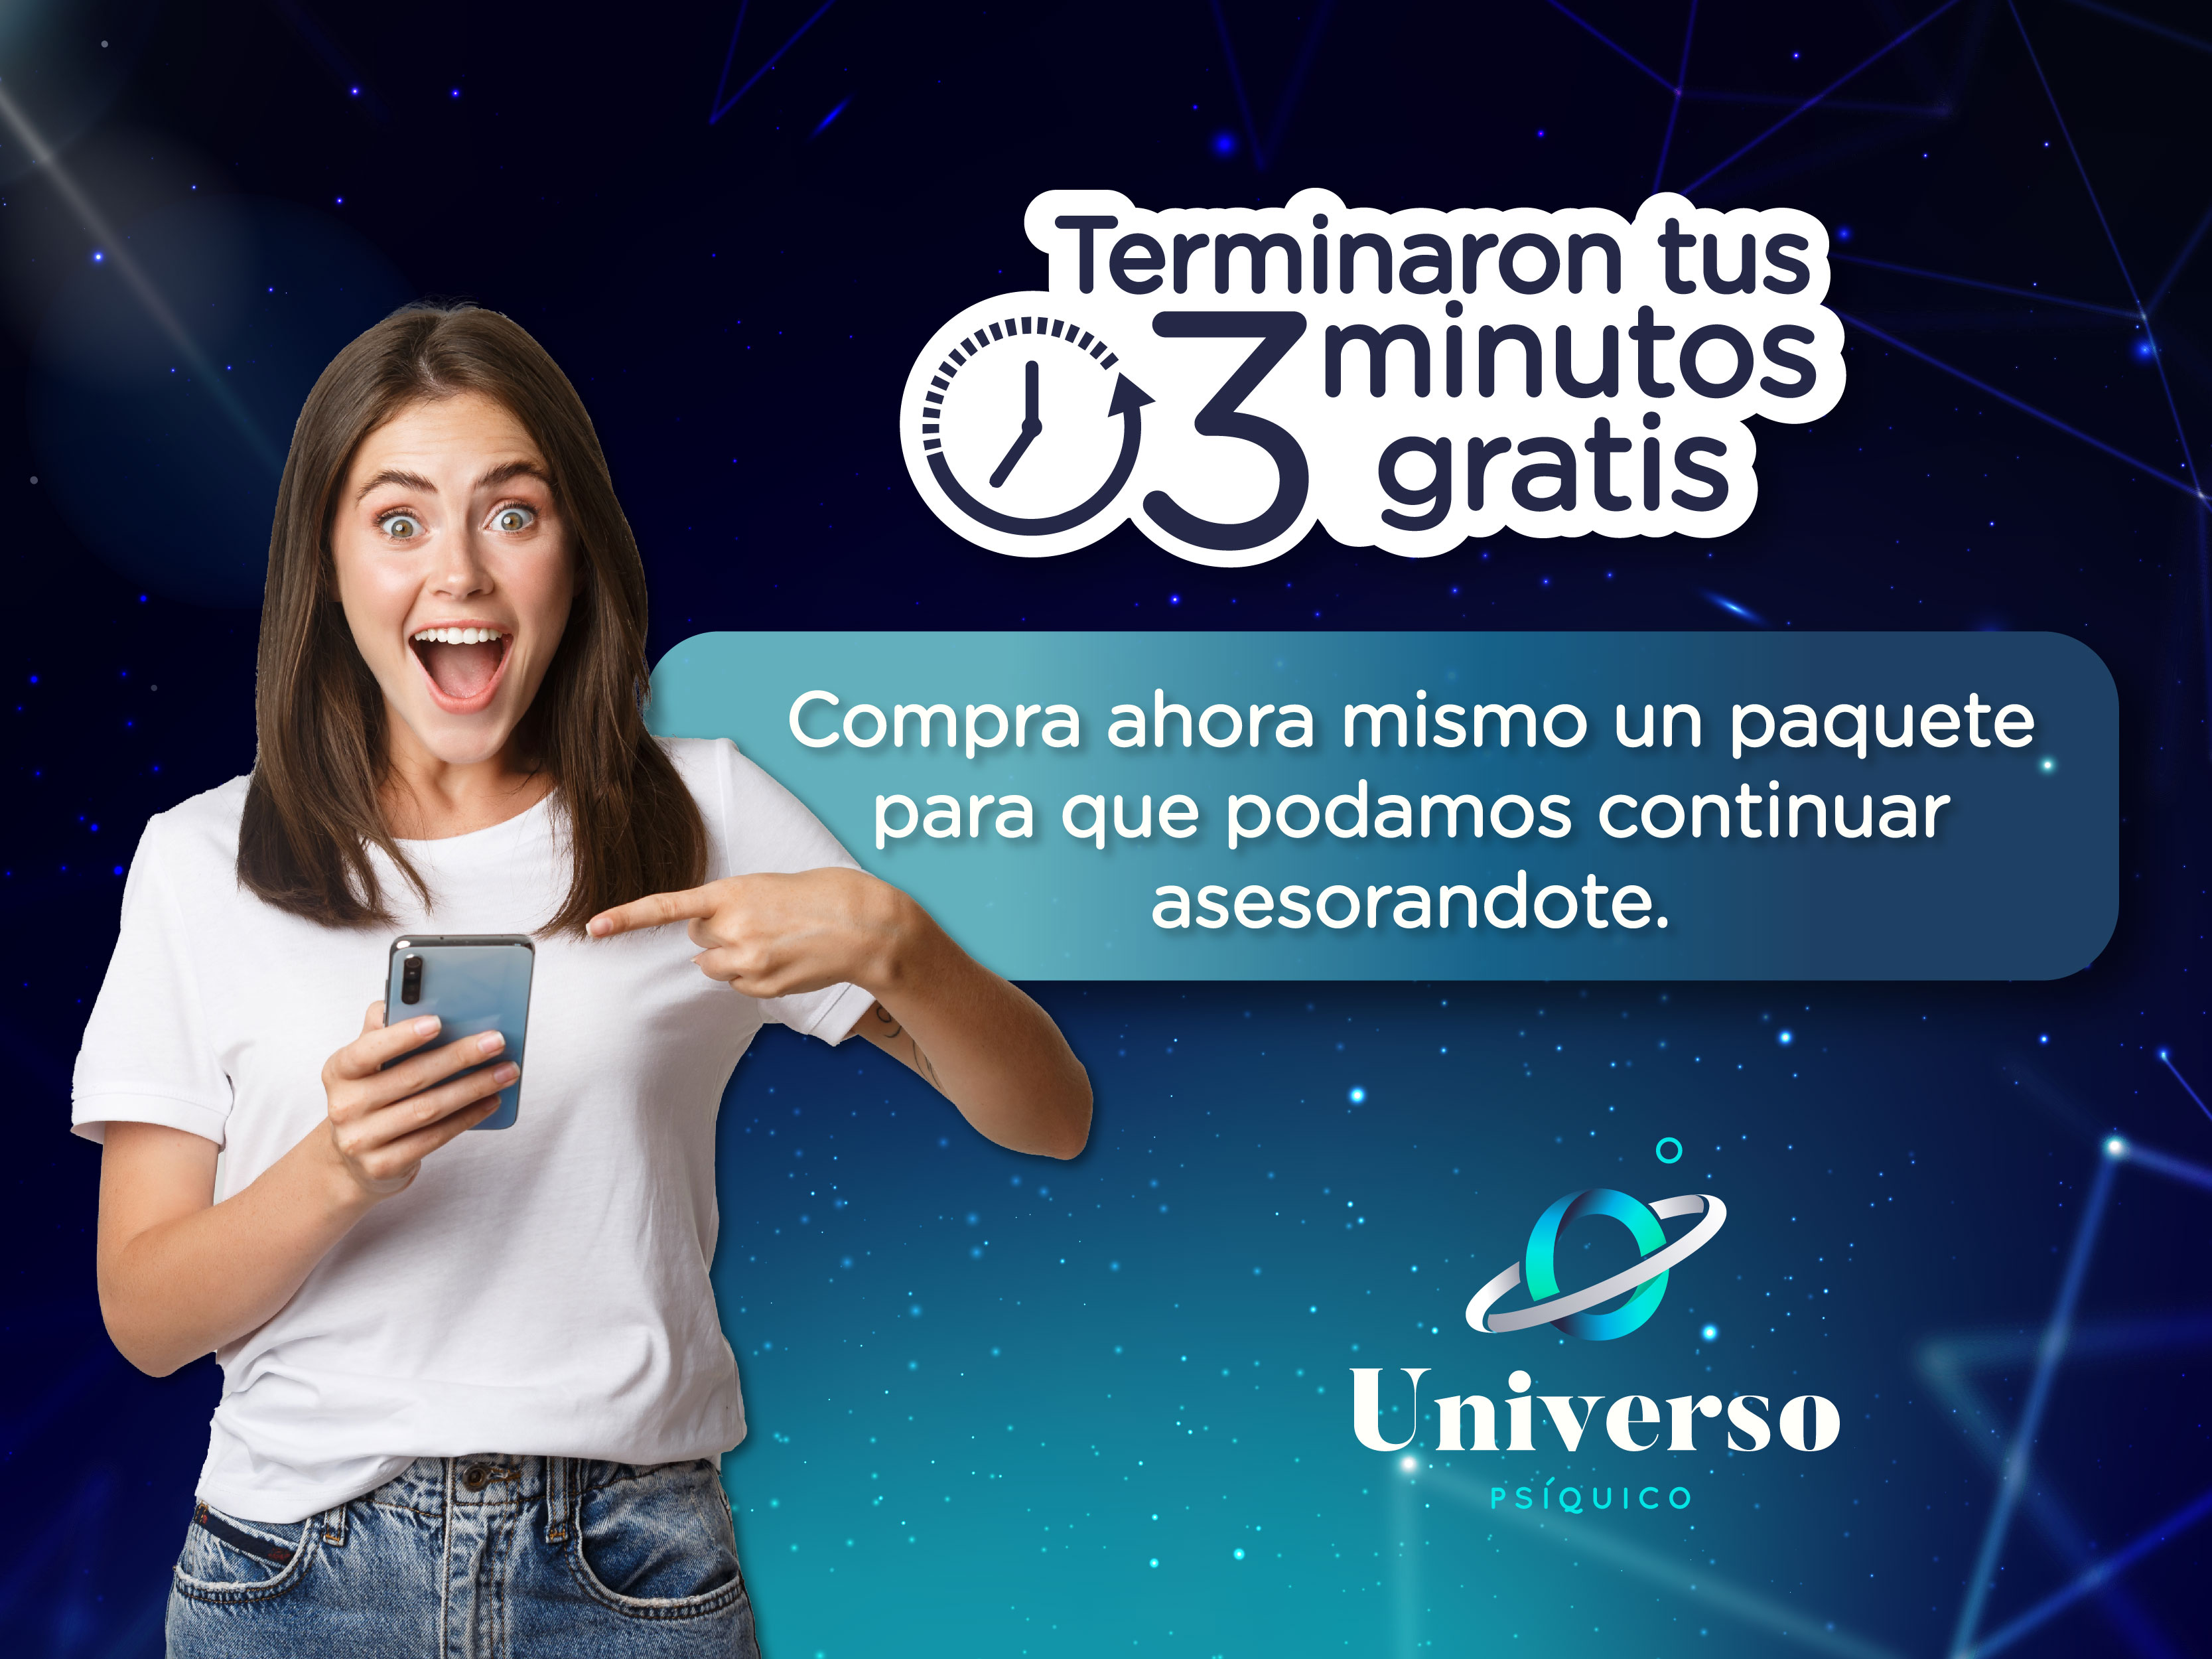 Terminaron tus
3 minutos
gratis
Compra ahora mismo un paquete
para que podamos continuar
asesorandote.
Universo
PSÍQUICO